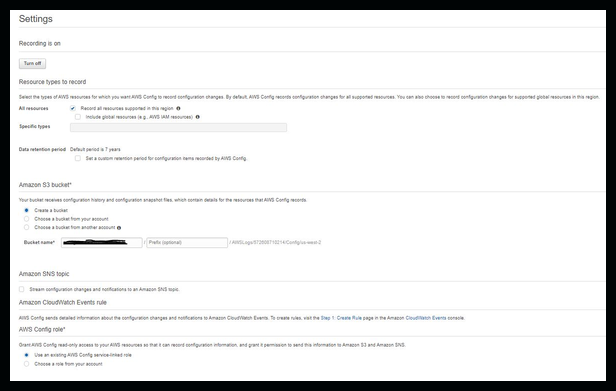 Settings
Recording is on
Turn off
Resource types to record
Select the types of AWS resources for which you want AWS Config to record configuration changes. By default, AWS Config records configuration changes for all supported resources. You can also choose to record configuration changes for supported global resources in this region.
All resources Record all resources supported in this region
Include global resources (e.g., AWS IAM resources)
Specific types
Data retention period Default period is 7 years
Set a custom retention period for configuration items recorded by AWS Config.
Amazon S3 bucket*
Your bucket receives configuration history and configuration snapshot files, which contain details for the resources that AWS Config records.
Create a bucket
Choose a bucket from your account
Choose a bucket from another account
Bucket name* / Prefix (optional)
Amazon SNS topic
Stream configuration changes and notifications to an Amazon SNS topic.
Amazon CloudWatch Events rule
AWS Config sends detailed information about the configuration changes and notifications to Amazon CloudWatch Events. To create rules, visit the Step 1: Create Rule page in the Amazon CloudWatch Events console.
AWS Config role*
Grant AWS Config read-only access to your AWS resources so that it can record configuration information, and grant it permission to send this information to Amazon S3 and Amazon SNS.
Use an existing AWS Config service-linked role
Choose a role from your account